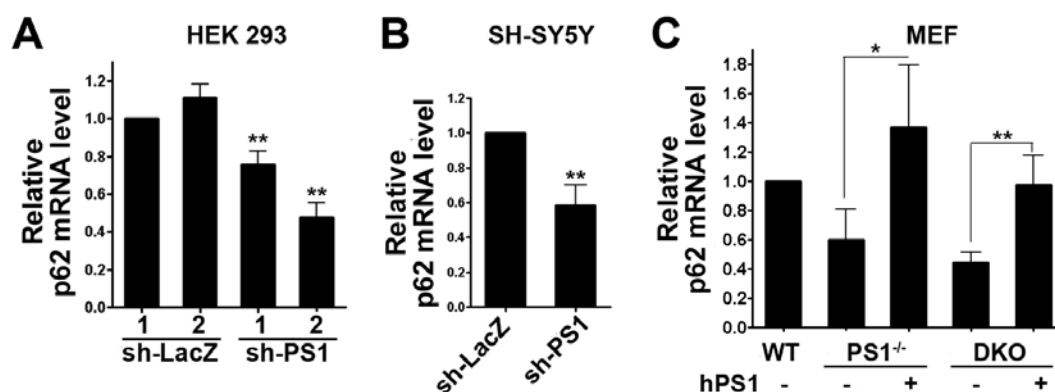 A HEK 293
Relative
p62 mRNA level
1.2
1.0
0.8
0.6
0.4
0.2
0.0
** **
1 2 1 2
sh-LacZ sh-PS1
B SH-SY5Y
Relative
p62 mRNA level
1.2
1.0
0.8
0.6
0.4
0.2
0.0
**
sh-LacZ sh-PS1
C MEF
Relative
p62 mRNA level
1.8
1.6
1.4
1.2
1.0
0.8
0.6
0.4
0.2
0.0
* **
WT PS1-/- DKO
hPS1 - - + - +